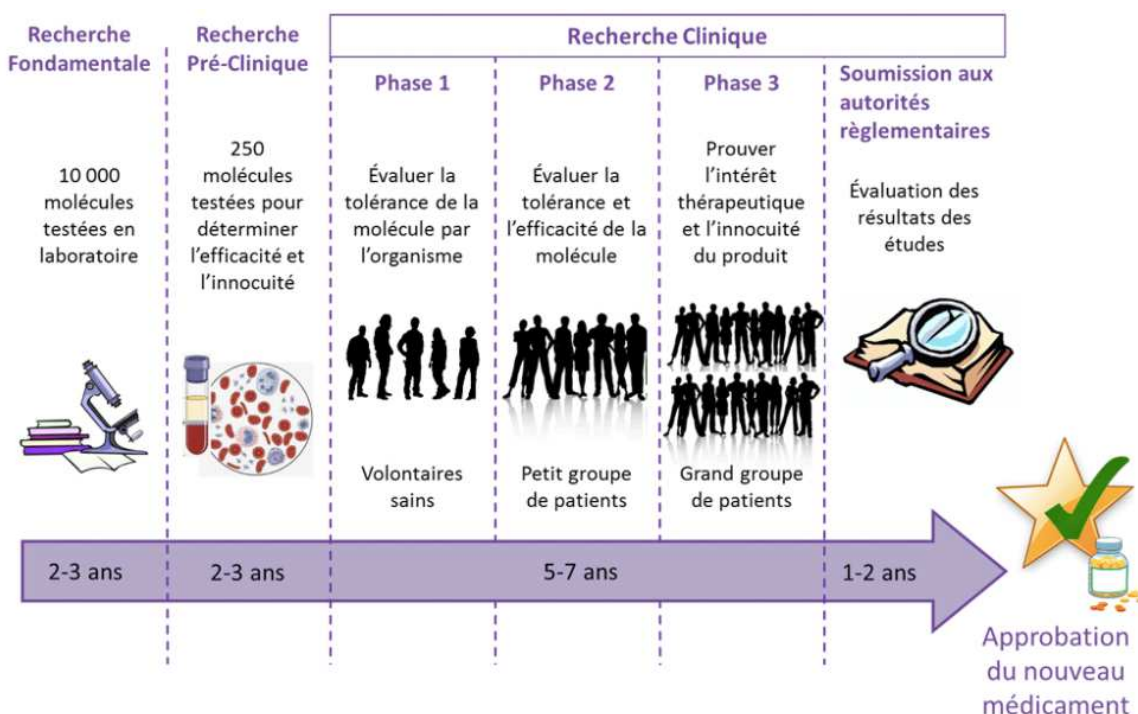 Recherche
Fondamentale
10 000
molécules
testées en
laboratoire
Recherche
Pré-Clinique
250
molécules
testées pour
déterminer
l'efficacité et
l'innocuité
Recherche Clinique
Phase 1
Évaluer la
tolérance de la
molécule par
l'organisme
Volontaires
sains
Phase 2
Évaluer la
tolérance et
l'efficacité de la
molécule
Petit groupe
de patients
Phase 3
Prouver
l'intérêt
thérapeutique
et l'innocuité
du produit
Grand groupe
de patients
Soumission aux
autorités
règlementaires
Évaluation des
résultats des
études
2-3 ans
2-3 ans
5-7 ans
1-2 ans
Approbation
du nouveau
médicament